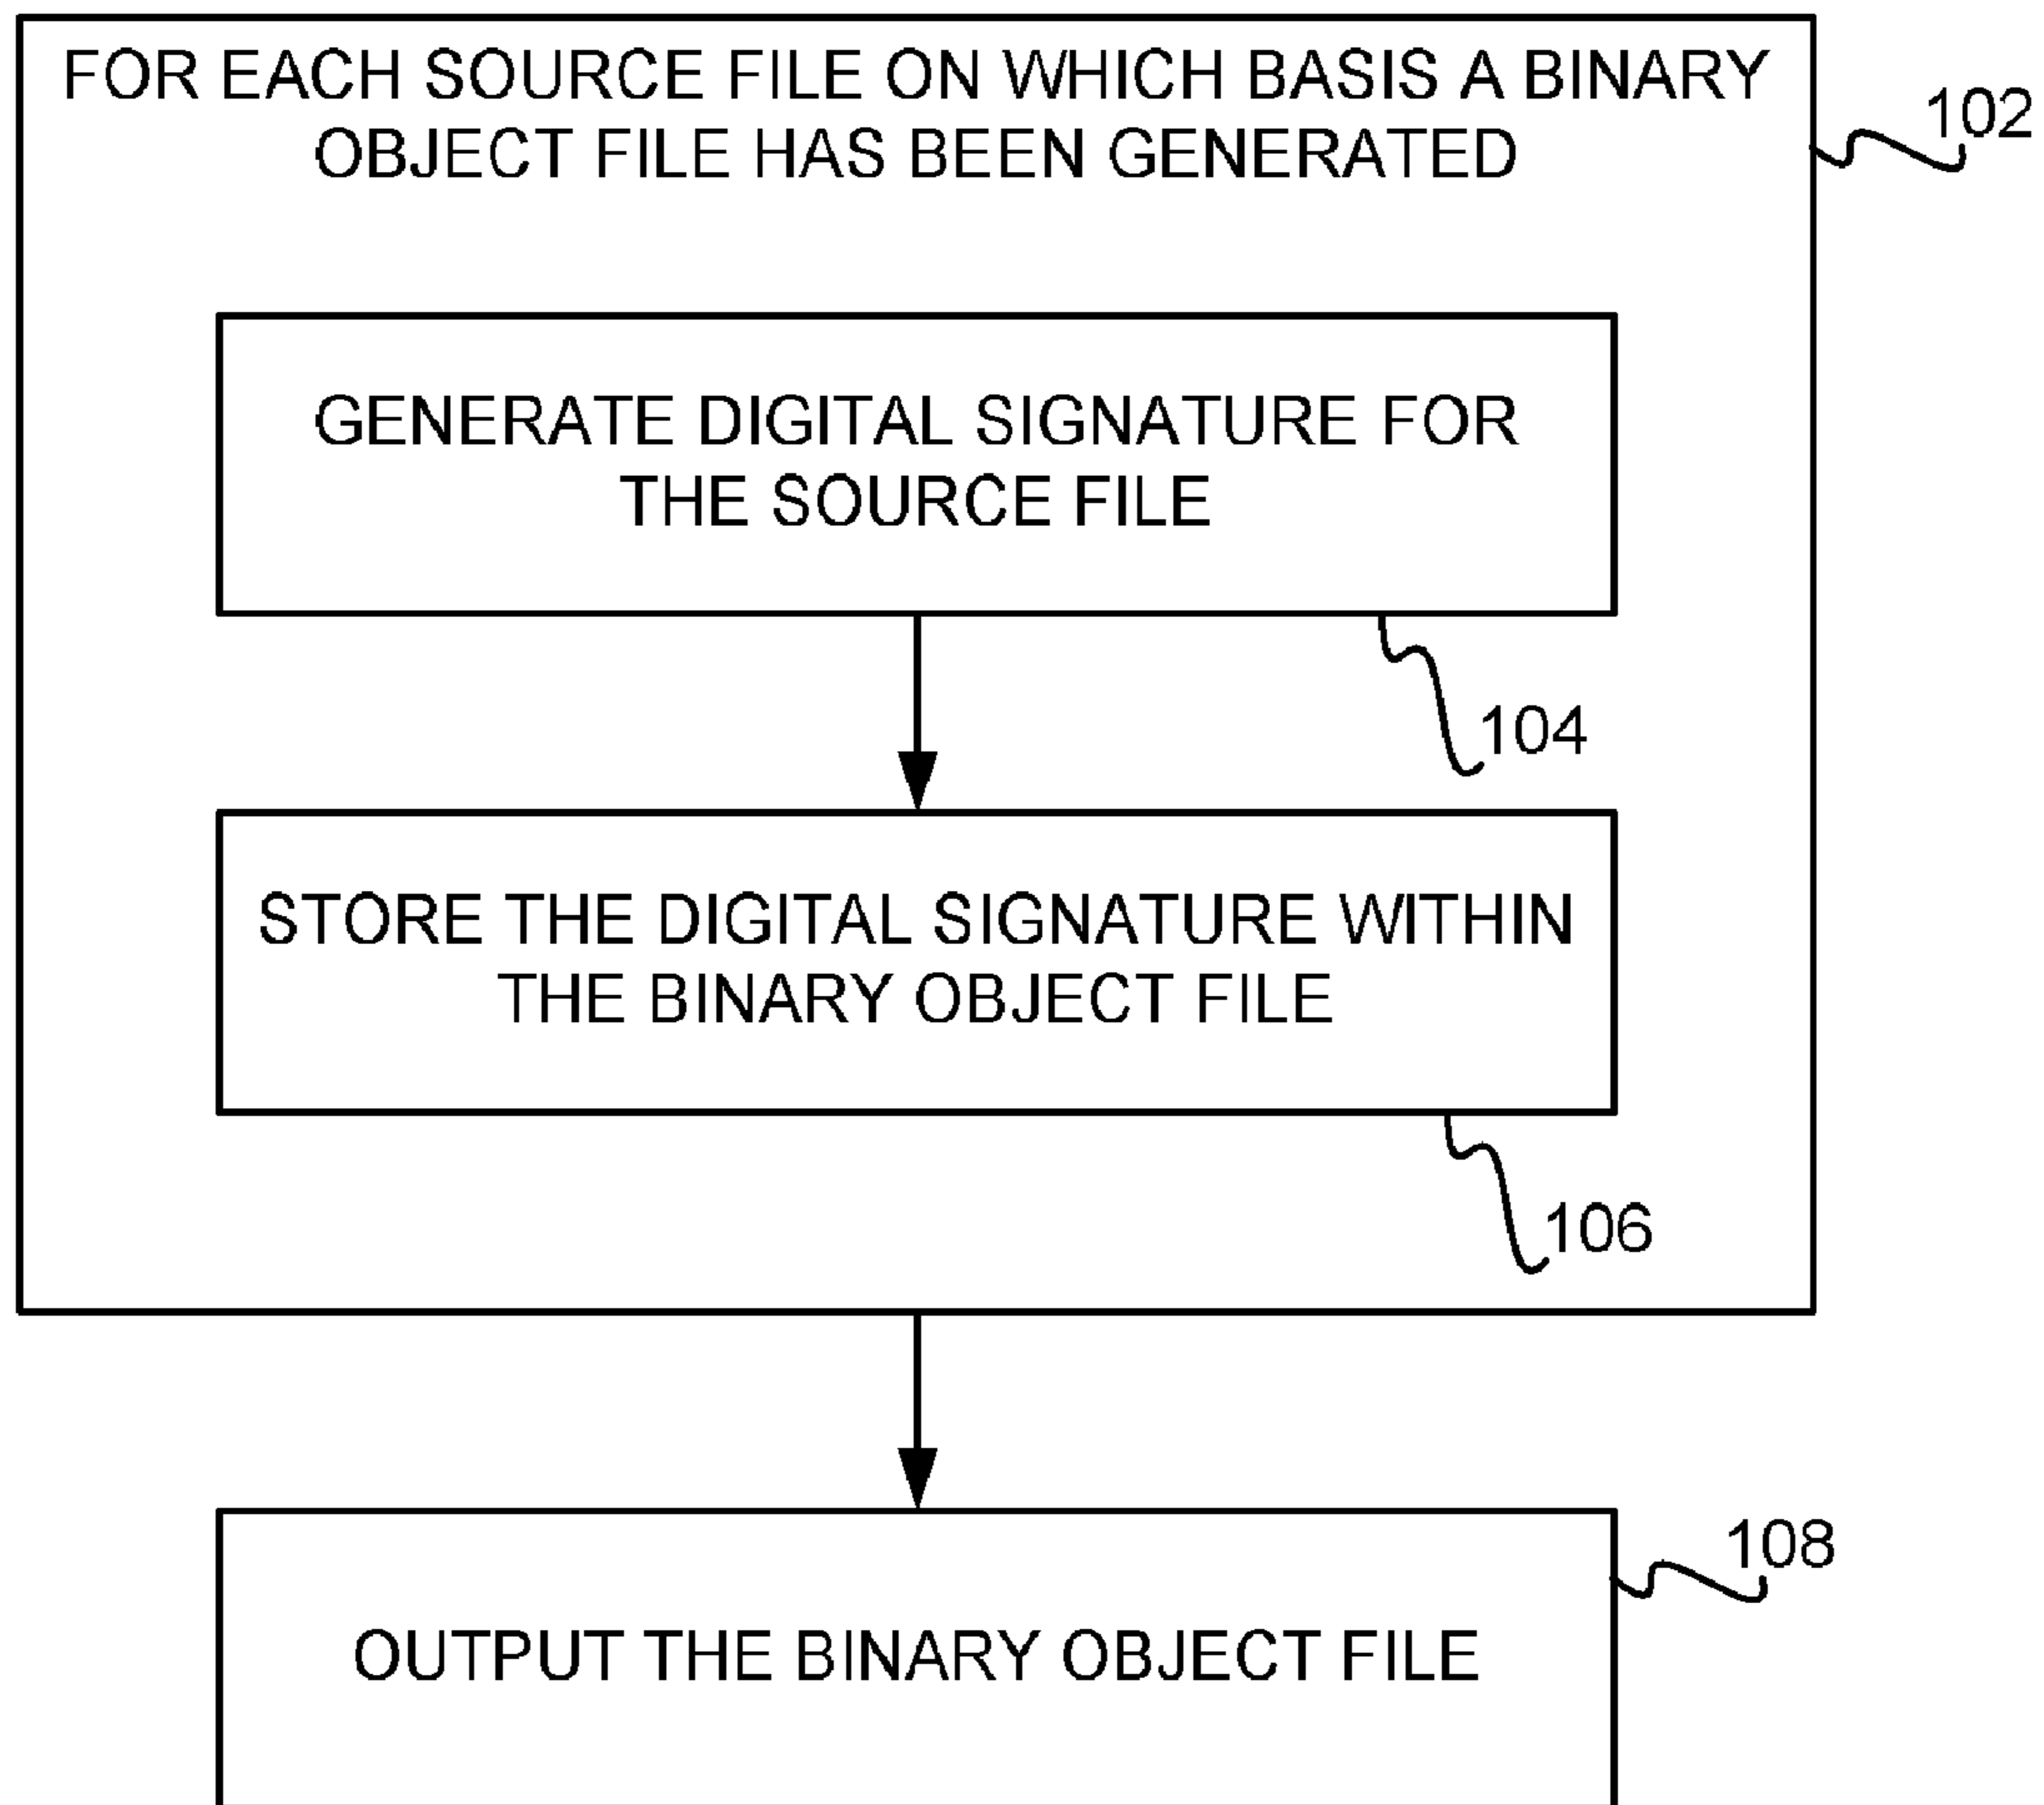 FOR EACH SOURCE FILE ON WHICH BASIS A BINARY
OBJECT FILE HAS BEEN GENERATED
102
GENERATE DIGITAL SIGNATURE FOR
THE SOURCE FILE
104
STORE THE DIGITAL SIGNATURE WITHIN
THE BINARY OBJECT FILE
106
108
OUTPUT THE BINARY OBJECT FILE